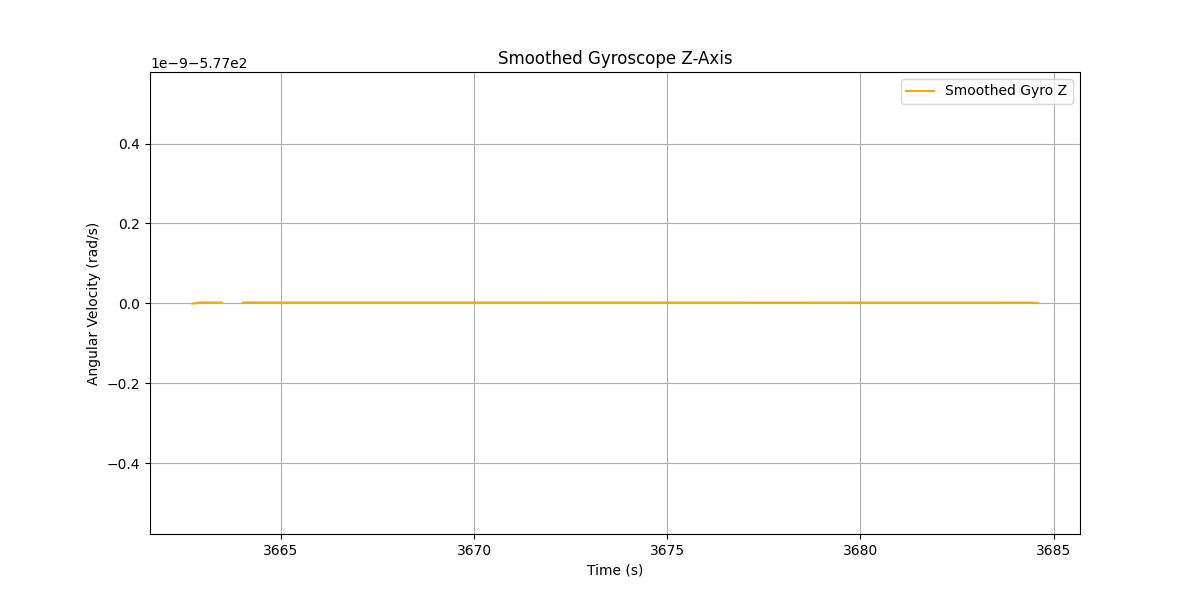 Smoothed Gyroscope Z-Axis
1e−9−5.77e2
Smoothed Gyro Z
0.4
0.2
0.0
−0.2
−0.4
Angular Velocity (rad/s)
3665 3670 3675 3680 3685
Time (s)